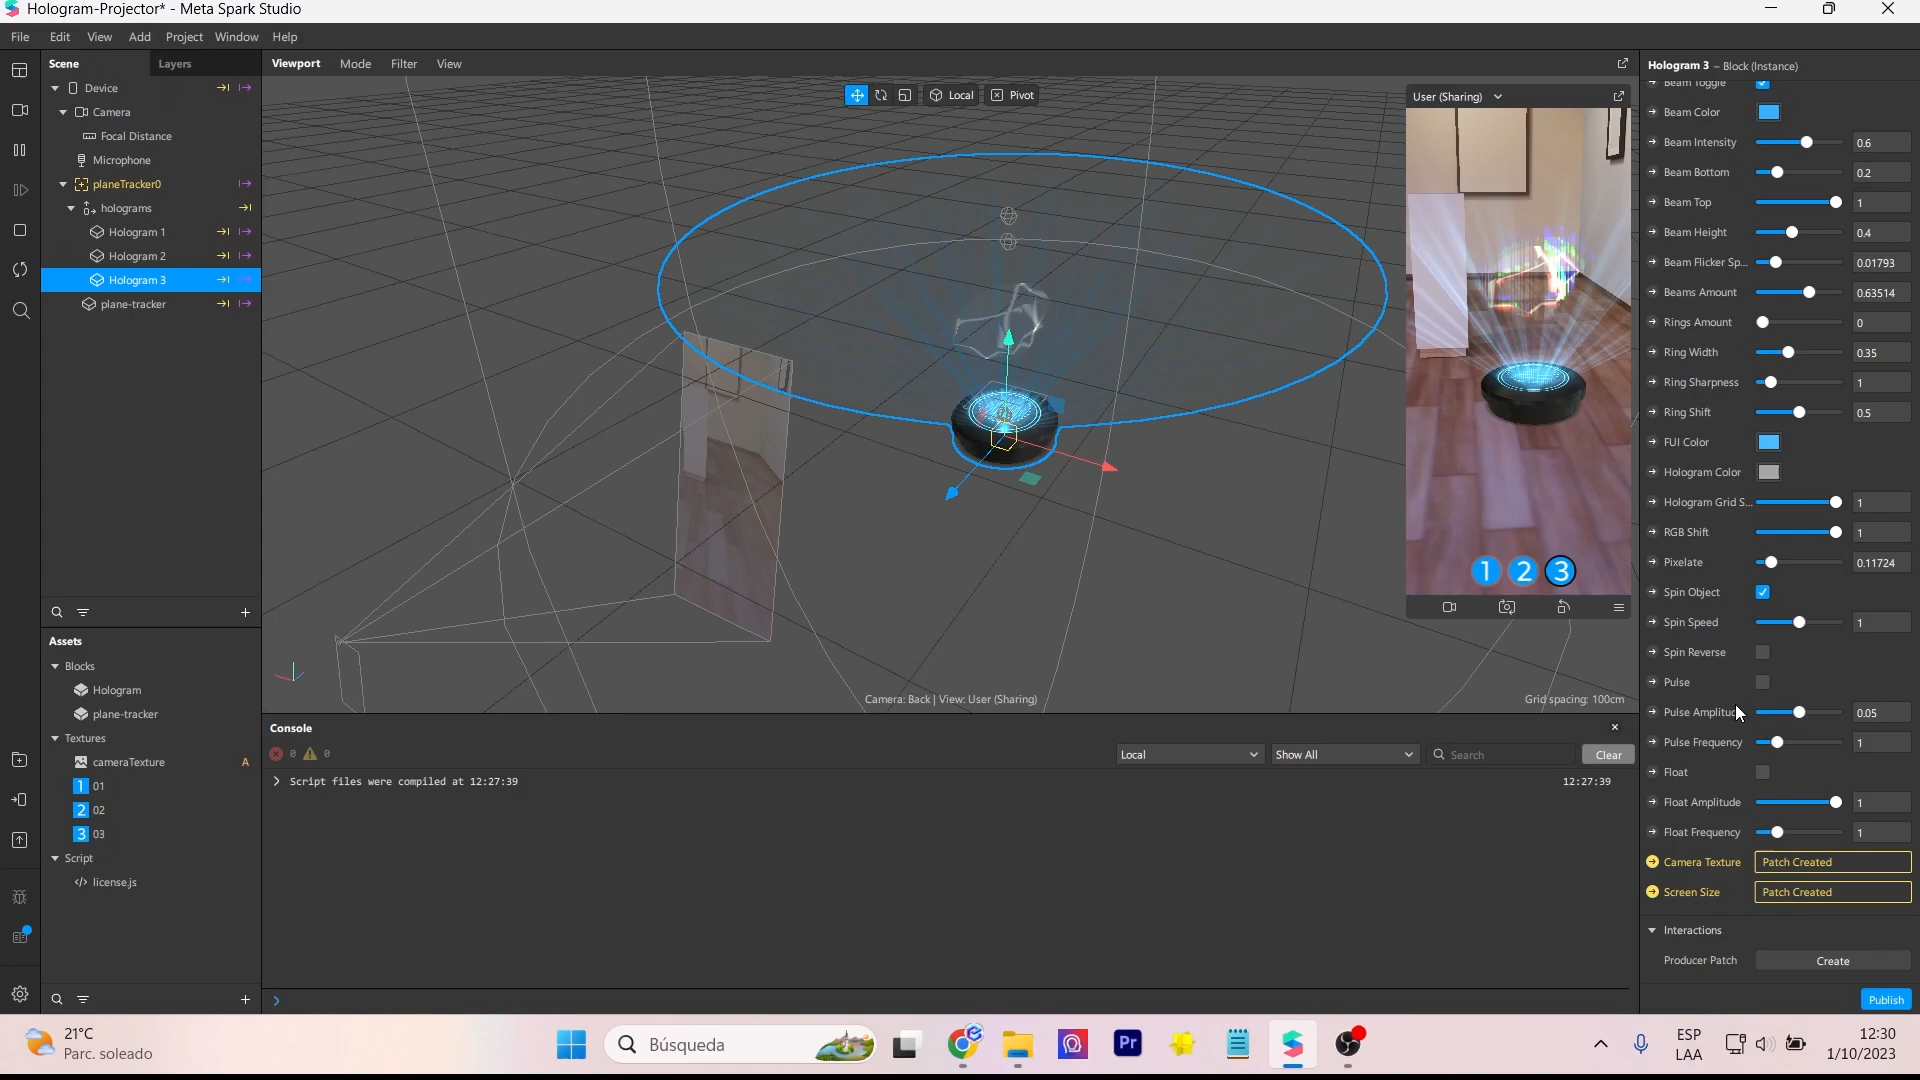 Hologram-Projector* - Meta Spark Studio
File Edit View Add Project Window Help
Scene Layers
Device
Camera
Focal Distance
Microphone
planeTracker0
holograms
Hologram 1
Hologram 2
Hologram 3
plane-tracker
Assets
Blocks
Hologram
plane-tracker
Textures
cameraTexture A
1 01
2 02
3 03
Script
</> license.js
Viewport Mode Filter View
Local Pivot
Camera: Back | View: User (Sharing)
Grid spacing: 100cm
User (Sharing)
1 2 3
Console
0 0
Local Show All Search Clear
Script files were compiled at 12:27:39 12:27:39
Hologram 3 – Block (Instance)
Beam Toggle
Beam Color
Beam Intensity 0.6
Beam Bottom 0.2
Beam Top 1
Beam Height 0.4
Beam Flicker Sp... 0.01793
Beams Amount 0.63514
Rings Amount 0
Ring Width 0.35
Ring Sharpness 1
Ring Shift 0.5
FUI Color
Hologram Color
Hologram Grid S... 1
RGB Shift 1
Pixelate 0.11724
Spin Object
Spin Speed 1
Spin Reverse
Pulse
Pulse Amplitud 0.05
Pulse Frequency 1
Float
Float Amplitude 1
Float Frequency 1
Camera Texture Patch Created
Screen Size Patch Created
Interactions
Producer Patch Create
Publish
21°C
Parc. soleado
Búsqueda
Pr
ESP
LAA
12:30
1/10/2023